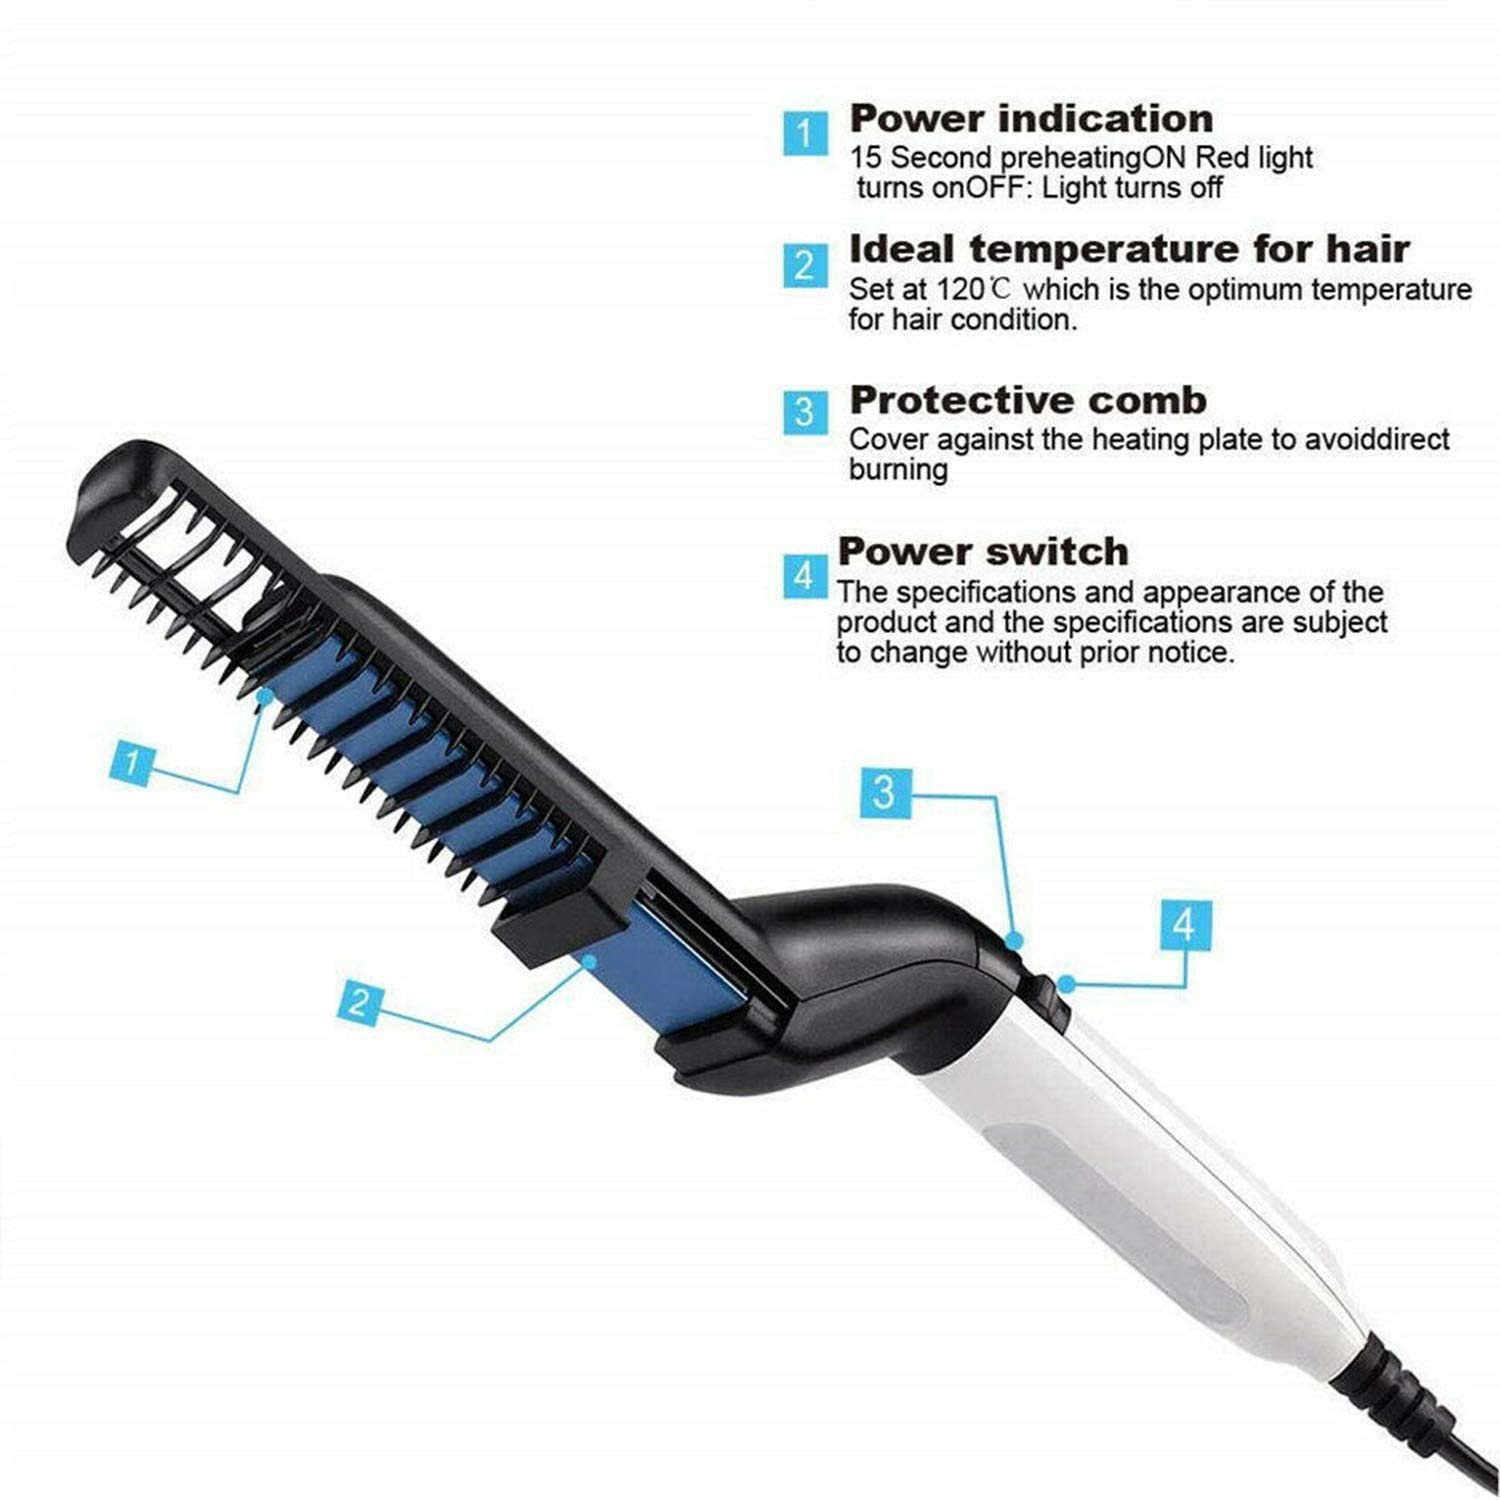 1 Power indication
15 Second preheatingON Red light
turns onOFF: Light turns off
2 Ideal temperature for hair
Set at 120℃ which is the optimum temperature
for hair condition.
3 Protective comb
Cover against the heating plate to avoiddirect
burning
4 Power switch
The specifications and appearance of the
product and the specifications are subject
to change without prior notice.
1
3
4
2